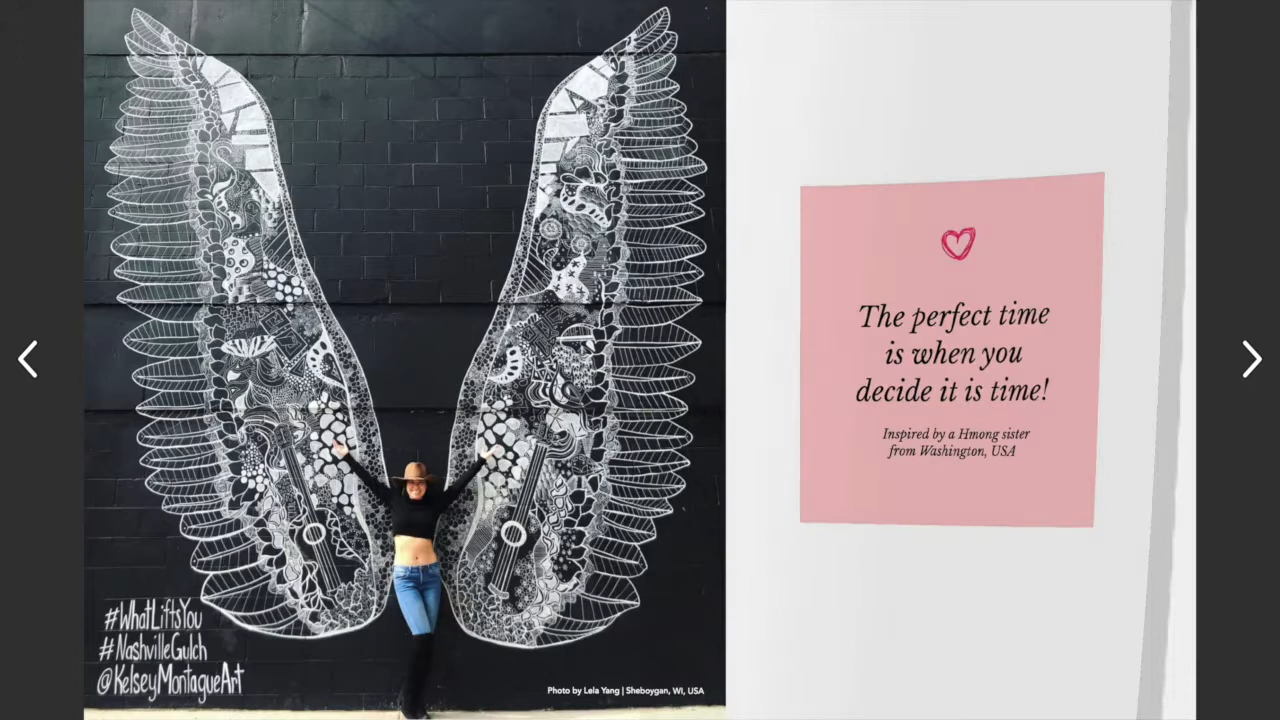 #WhatLiftsYou
#NashvilleGulch
@KelseyMontagueArt
Photo by Lela Yang | Sheboygan, WI, USA
The perfect time
is when you
decide it is time!
Inspired by a Hmong sister
from Washington, USA